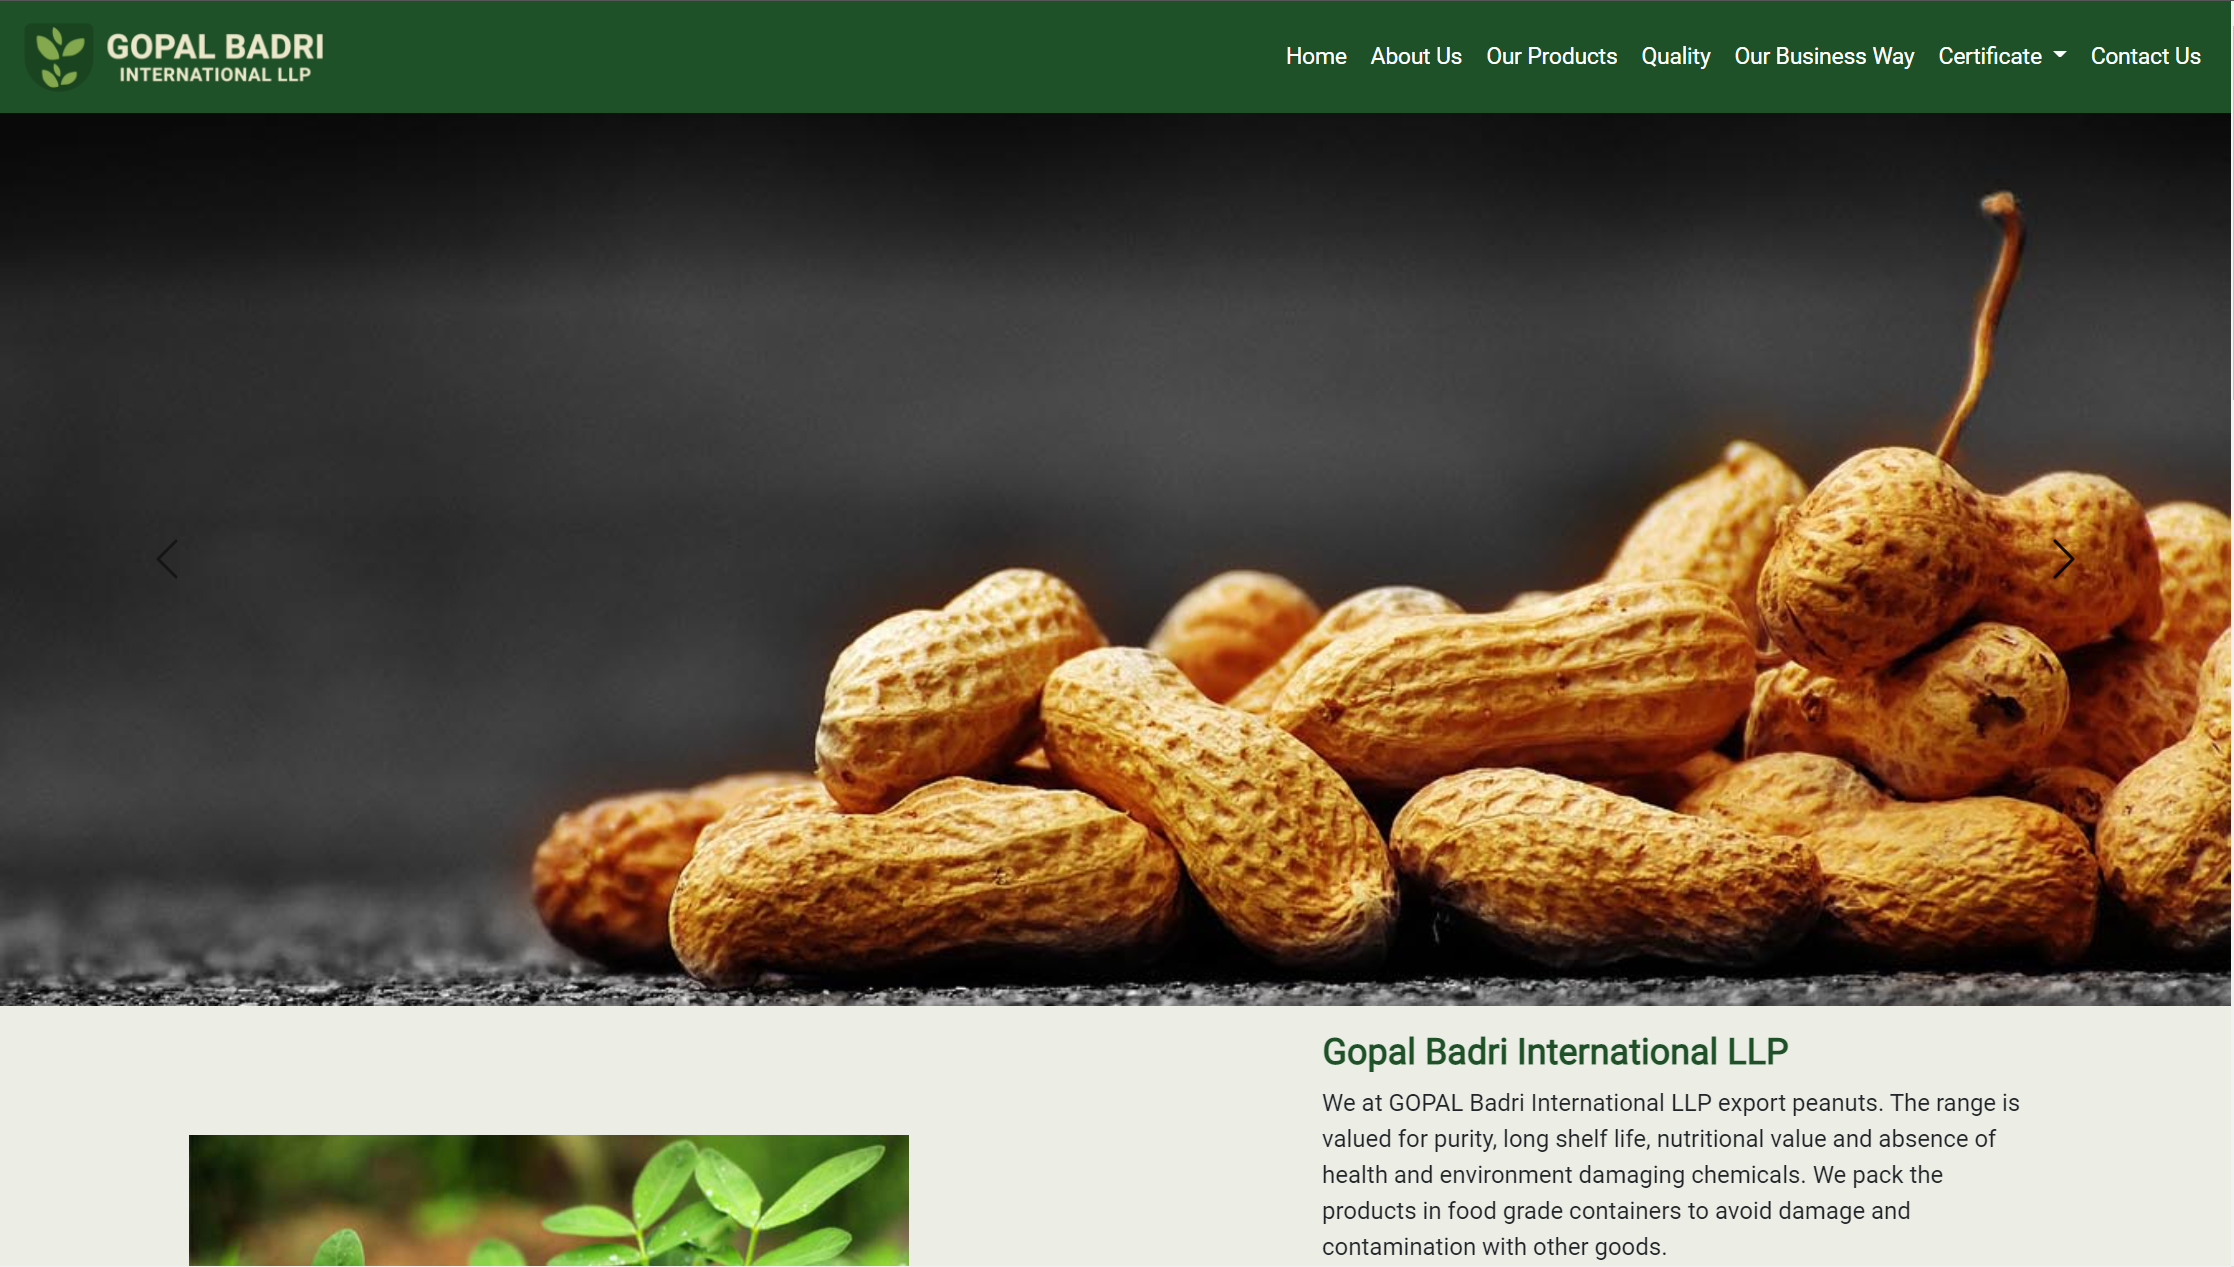 GOPAL BADRI
INTERNATIONAL LLP
Home About Us Our Products Quality Our Business Way Certificate Contact Us
Gopal Badri International LLP
We at GOPAL Badri International LLP export peanuts. The range is
valued for purity, long shelf life, nutritional value and absence of
health and environment damaging chemicals. We pack the
products in food grade containers to avoid damage and
contamination with other goods.